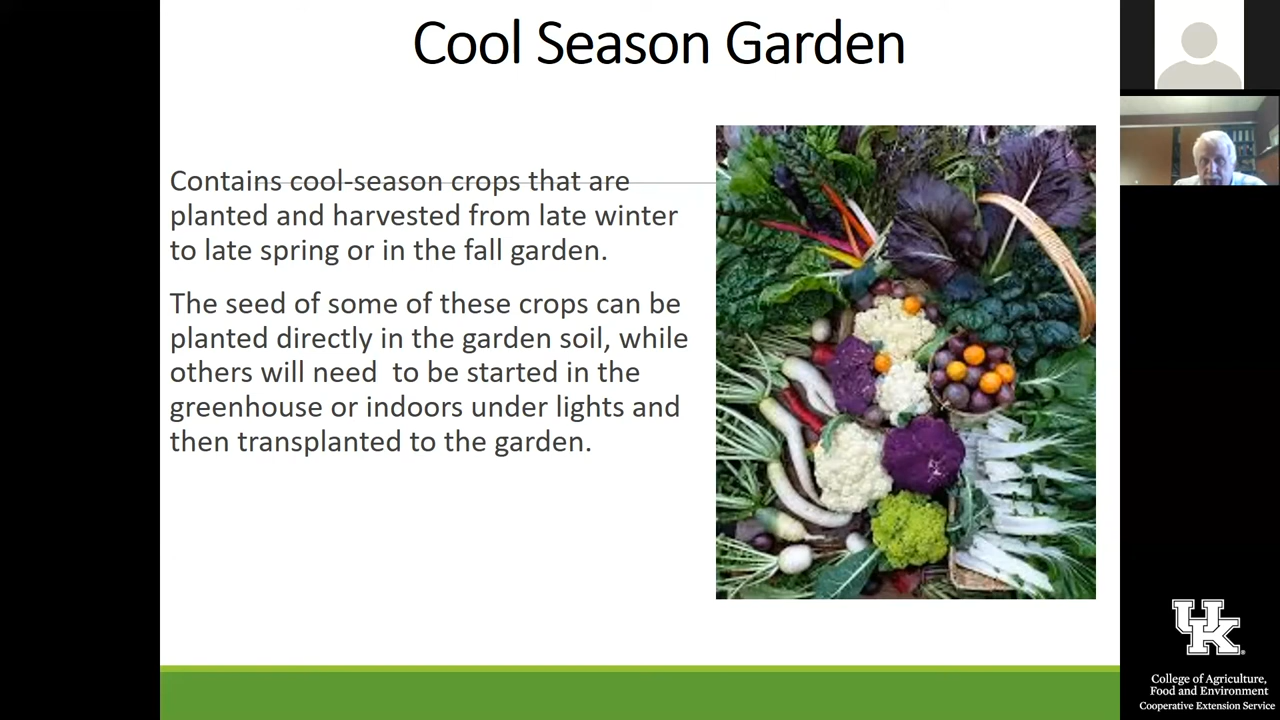 Cool Season Garden
Contains cool-season crops that are
planted and harvested from late winter
to late spring or in the fall garden.
The seed of some of these crops can be
planted directly in the garden soil, while
others will need  to be started in the
greenhouse or indoors under lights and
then transplanted to the garden.
UK
College of Agriculture,
Food and Environment
Cooperative Extension Service